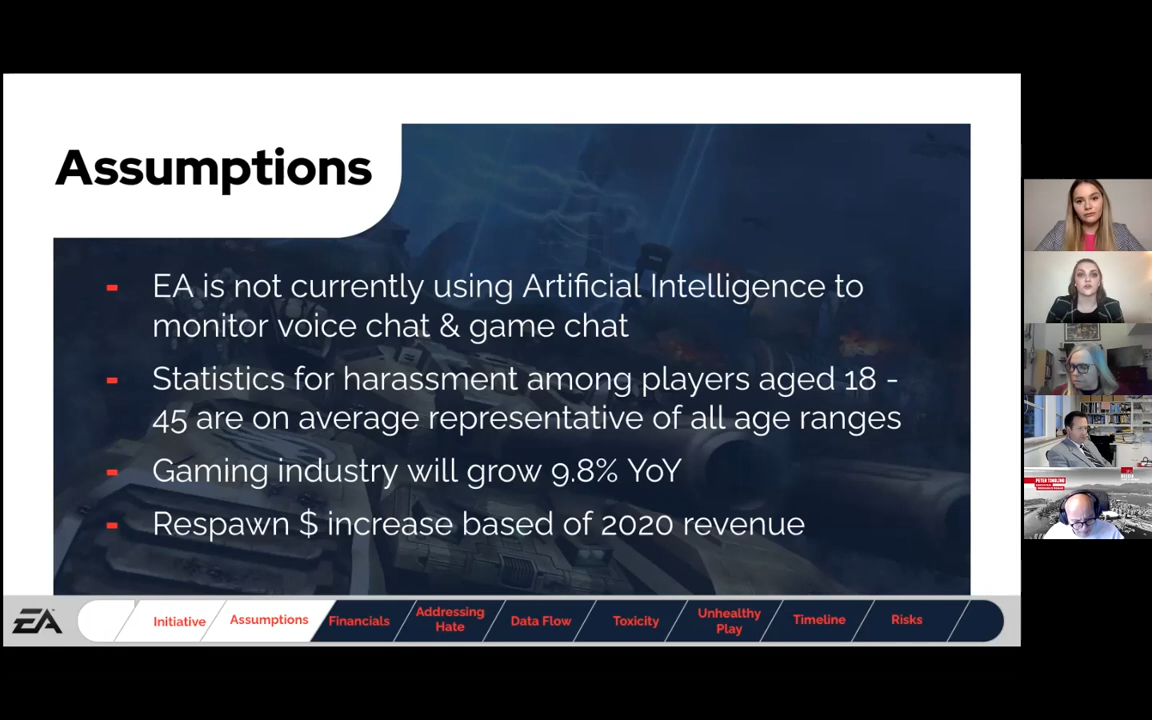 Assumptions
- EA is not currently using Artificial Intelligence to
monitor voice chat & game chat
- Statistics for harassment among players aged 18 -
45 are on average representative of all age ranges
- Gaming industry will grow 9.8% YoY
- Respawn $ increase based of 2020 revenue
EA
Initiative
Assumptions
Financials
Addressing
Hate
Data Flow
Toxicity
Unhealthy
Play
Timeline
Risks
PETER TINGLING